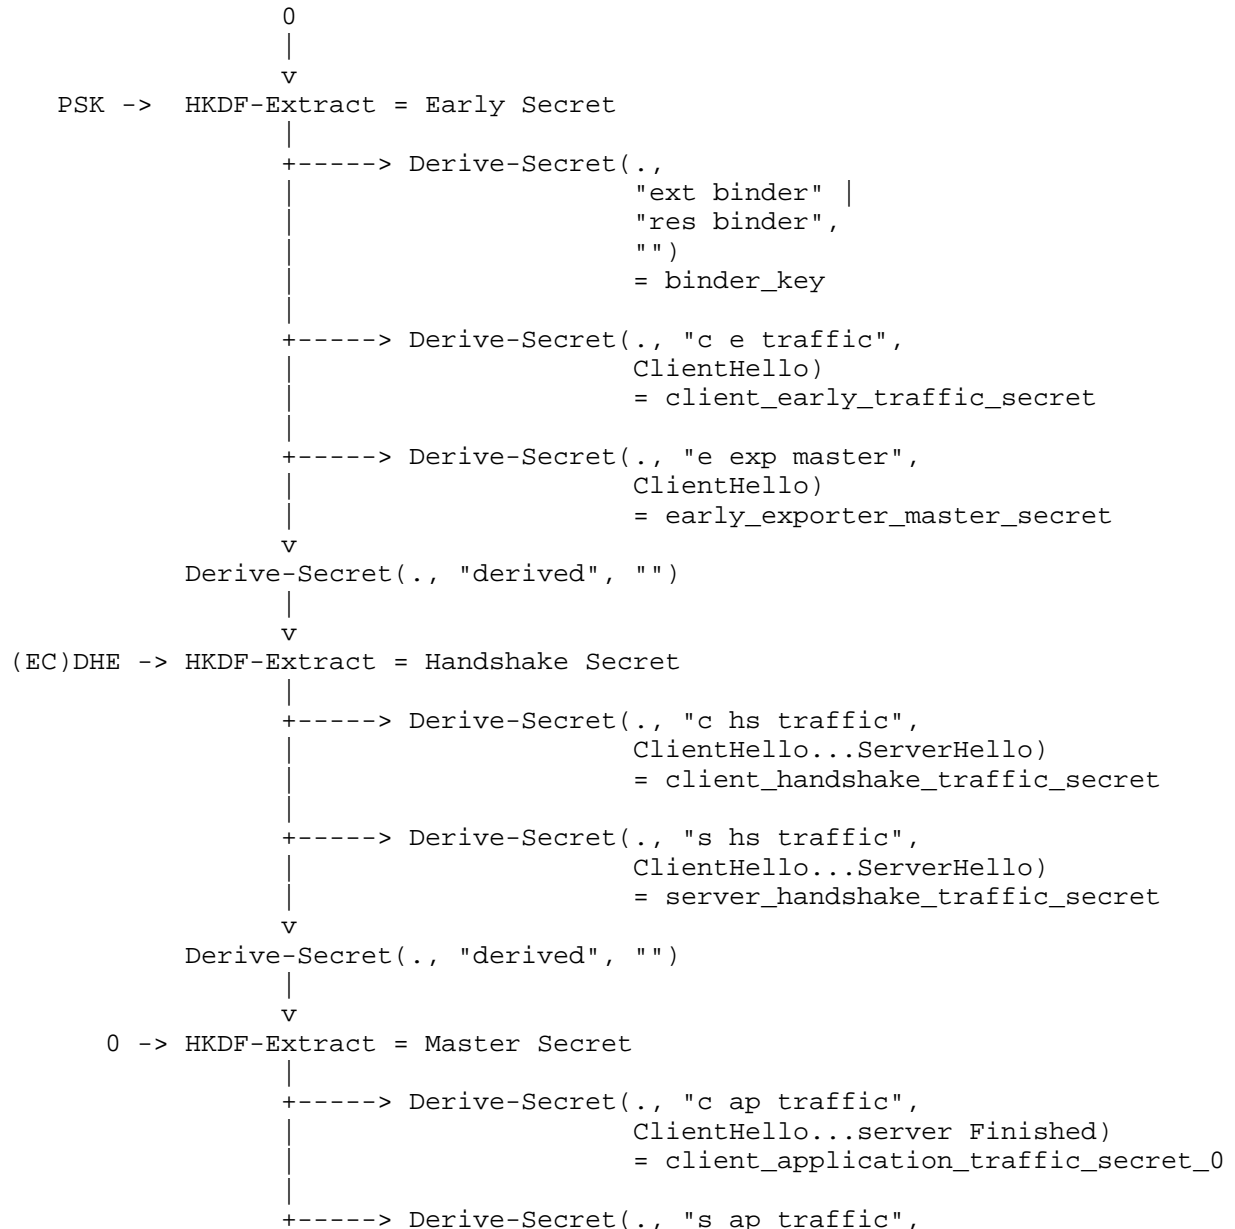 0
|
v
PSK -> HKDF-Extract = Early Secret
|
+-----> Derive-Secret(.,
| "ext binder" |
| "res binder",
| "")
| = binder_key
|
+-----> Derive-Secret(., "c e traffic",
| ClientHello)
| = client_early_traffic_secret
|
+-----> Derive-Secret(., "e exp master",
| ClientHello)
| = early_exporter_master_secret
v
Derive-Secret(., "derived", "")
|
v
(EC)DHE -> HKDF-Extract = Handshake Secret
|
+-----> Derive-Secret(., "c hs traffic",
| ClientHello...ServerHello)
| = client_handshake_traffic_secret
|
+-----> Derive-Secret(., "s hs traffic",
| ClientHello...ServerHello)
| = server_handshake_traffic_secret
v
Derive-Secret(., "derived", "")
|
v
0 -> HKDF-Extract = Master Secret
|
+-----> Derive-Secret(., "c ap traffic",
| ClientHello...server Finished)
| = client_application_traffic_secret_0
|
+-----> Derive-Secret(., "s ap traffic",